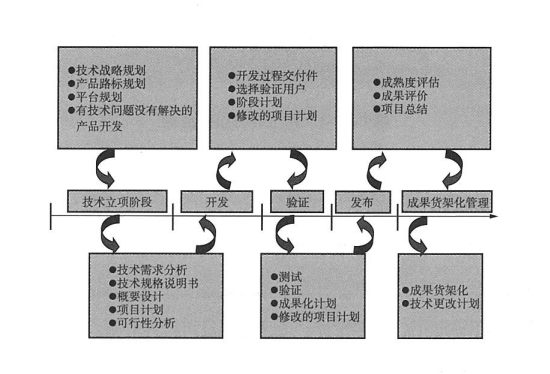 ●技术战略规划
●产品路标规划
●平台规划
●有技术问题没有解决的
产品开发
●开发过程交付件
●选择验证用户
●阶段计划
●修改的项目计划
●成熟度评估
●成果评价
●项目总结
技术立项阶段
开发
验证
发布
成果货架化管理
●技术需求分析
●技术规格说明书
●概要设计
●项目计划
●可行性分析
●测试
●验证
●成果化计划
●修改的项目计划
●成果货架化
●技术更改计划